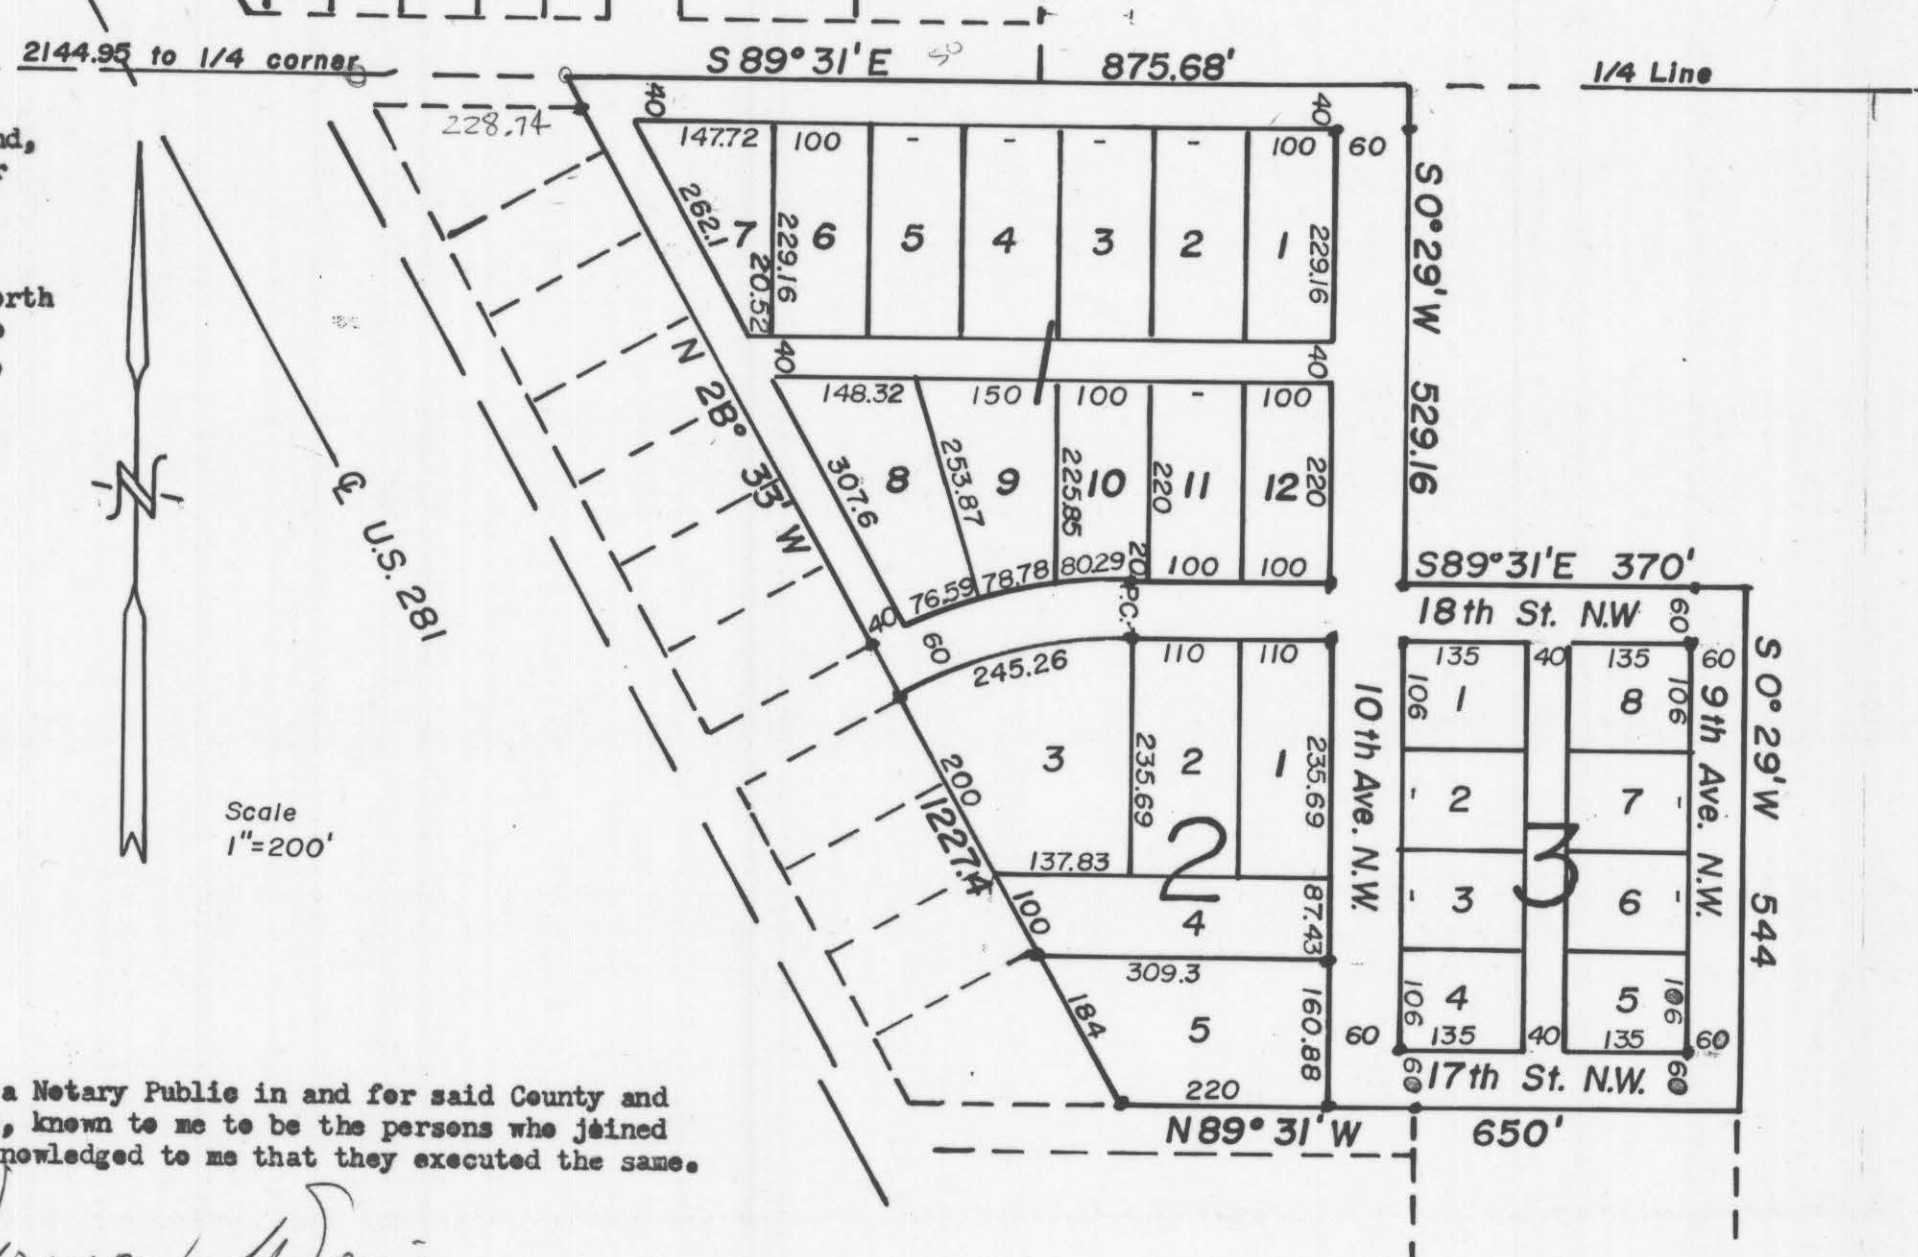 2144.95 to 1/4 corner
S 89° 31' E 50 875.68'
1/4 Line
nd,
228.74
40
40
147.72 100 - - - - 100 60
262.1
7 6 5 4 3 2 1
20.52
229.16
229.16
S 0° 29' W 529.16
orth
40
40
148.32 150 100 - 100
1
N 28° 33' W
1227.4
307.6
8 9 10 11 12
253.87
225.85
220
220
℄ U.S. 281
N
76.59 78.78 80.29 20 100 100
P.C.
S 89° 31' E 370'
18th St. N.W
60
40
60
245.26
110 110
135 40 135 60
S 0° 29' W 544
10th Ave. N.W.
9th Ave. N.W.
106 1 8 106
3 2 1
235.69
235.69
200
2
' 2 7 '
3
Scale
1"=200'
137.83
100
4
87.43
' 3 6 '
309.3
184
5
160.88
106 4 5 106
60 135 40 135 60
220
60 17th St. N.W. 60
N 89° 31' W 650'
a Notary Public in and for said County and
, known to me to be the persons who joined
nowledged to me that they executed the same.